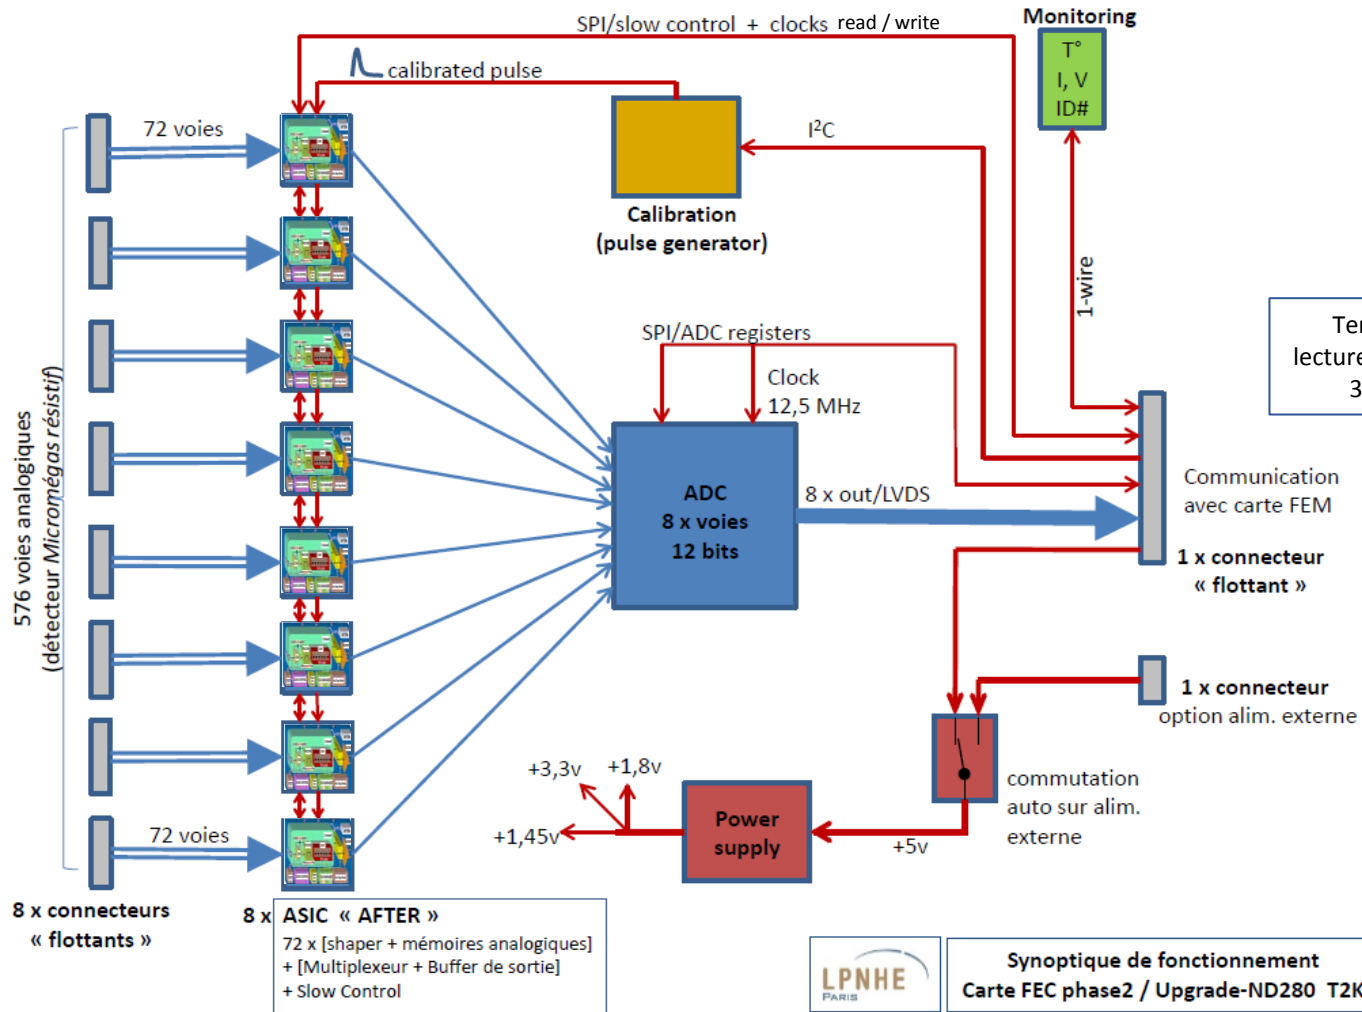 SPI/slow control + clocks read / write
Monitoring
T°
I, V
ID#
calibrated pulse
72 voies
I²C
Calibration
(pulse generator)
1-wire
SPI/ADC registers
Clock
12,5 MHz
lecture
3
576 voies analogiques
(détecteur Micromégas résistif)
ADC
8 x voies
12 bits
8 x out/LVDS
Communication
avec carte FEM
1 x connecteur
« flottant »
1 x connecteur
option alim. externe
commutation
auto sur alim.
externe
+3,3v
+1,8v
+1,45v
Power
supply
+5v
72 voies
8 x connecteurs
« flottants »
8 x ASIC « AFTER »
72 x [shaper + mémoires analogiques]
+ [Multiplexeur + Buffer de sortie]
+ Slow Control
LPNHE
PARIS
Synoptique de fonctionnement
Carte FEC phase2 / Upgrade-ND280 T2K